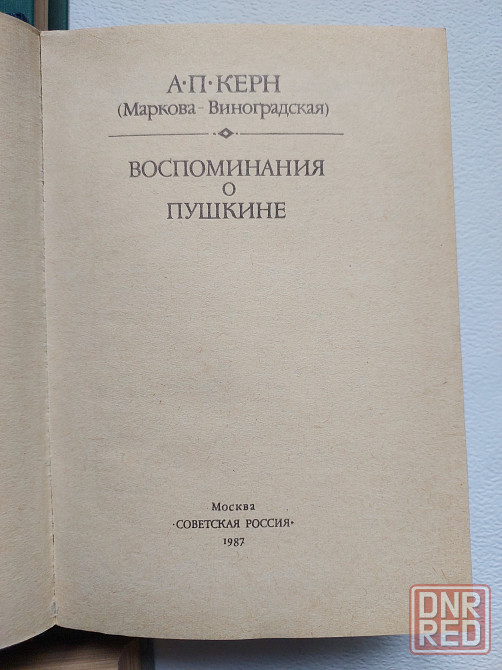 А·П·КЕРН
(Маркова-Виноградская)
ВОСПОМИНАНИЯ
О
ПУШКИНЕ
Москва
·СОВЕТСКАЯ РОССИЯ·
1987
DNR
RED